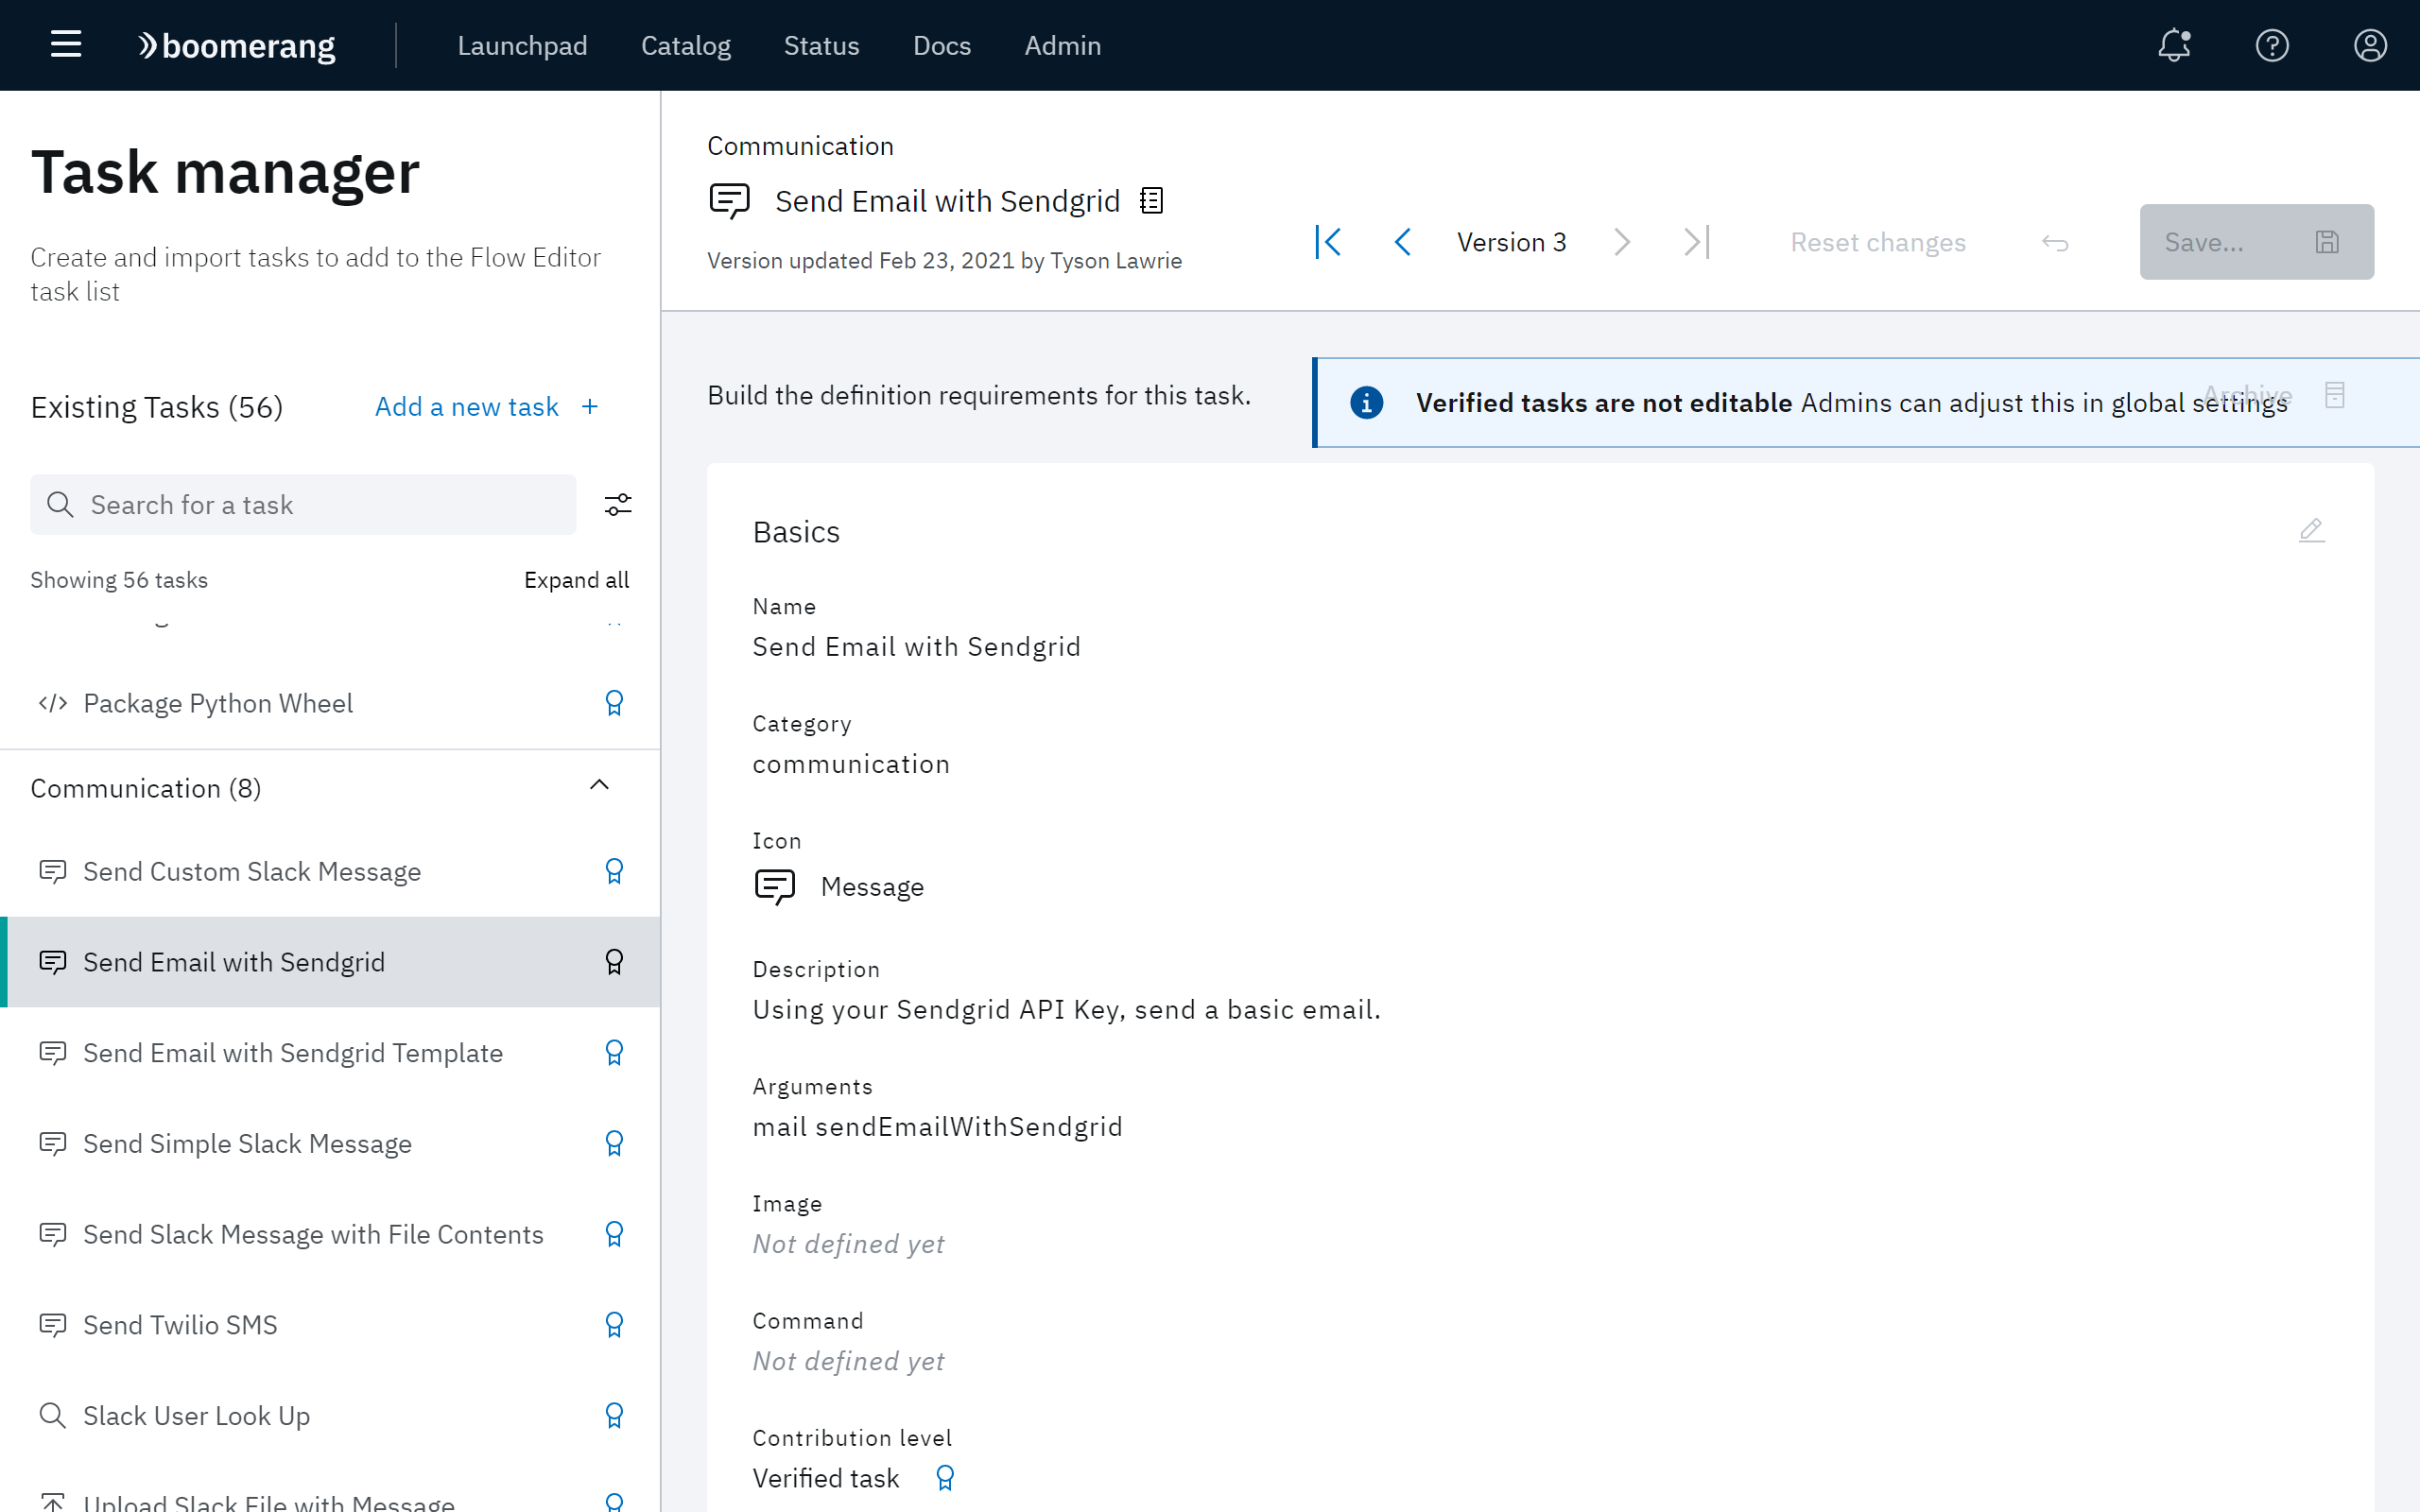 boomerang
Launchpad
Catalog
Status
Docs
Admin
Task manager
Create and import tasks to add to the Flow Editor
task list
Existing Tasks (56)
Add a new task +
Search for a task
Showing 56 tasks
Expand all
Package Python Wheel
Communication (8)
Send Custom Slack Message
Send Email with Sendgrid
Send Email with Sendgrid Template
Send Simple Slack Message
Send Slack Message with File Contents
Send Twilio SMS
Slack User Look Up
Upload Slack File with Message
Communication
Send Email with Sendgrid
Version updated Feb 23, 2021 by Tyson Lawrie
Version 3
Reset changes
Save...
Build the definition requirements for this task.
Verified tasks are not editable Admins can adjust this in global settings
Archive
Basics
Name
Send Email with Sendgrid
Category
communication
Icon
Message
Description
Using your Sendgrid API Key, send a basic email.
Arguments
mail sendEmailWithSendgrid
Image
Not defined yet
Command
Not defined yet
Contribution level
Verified task